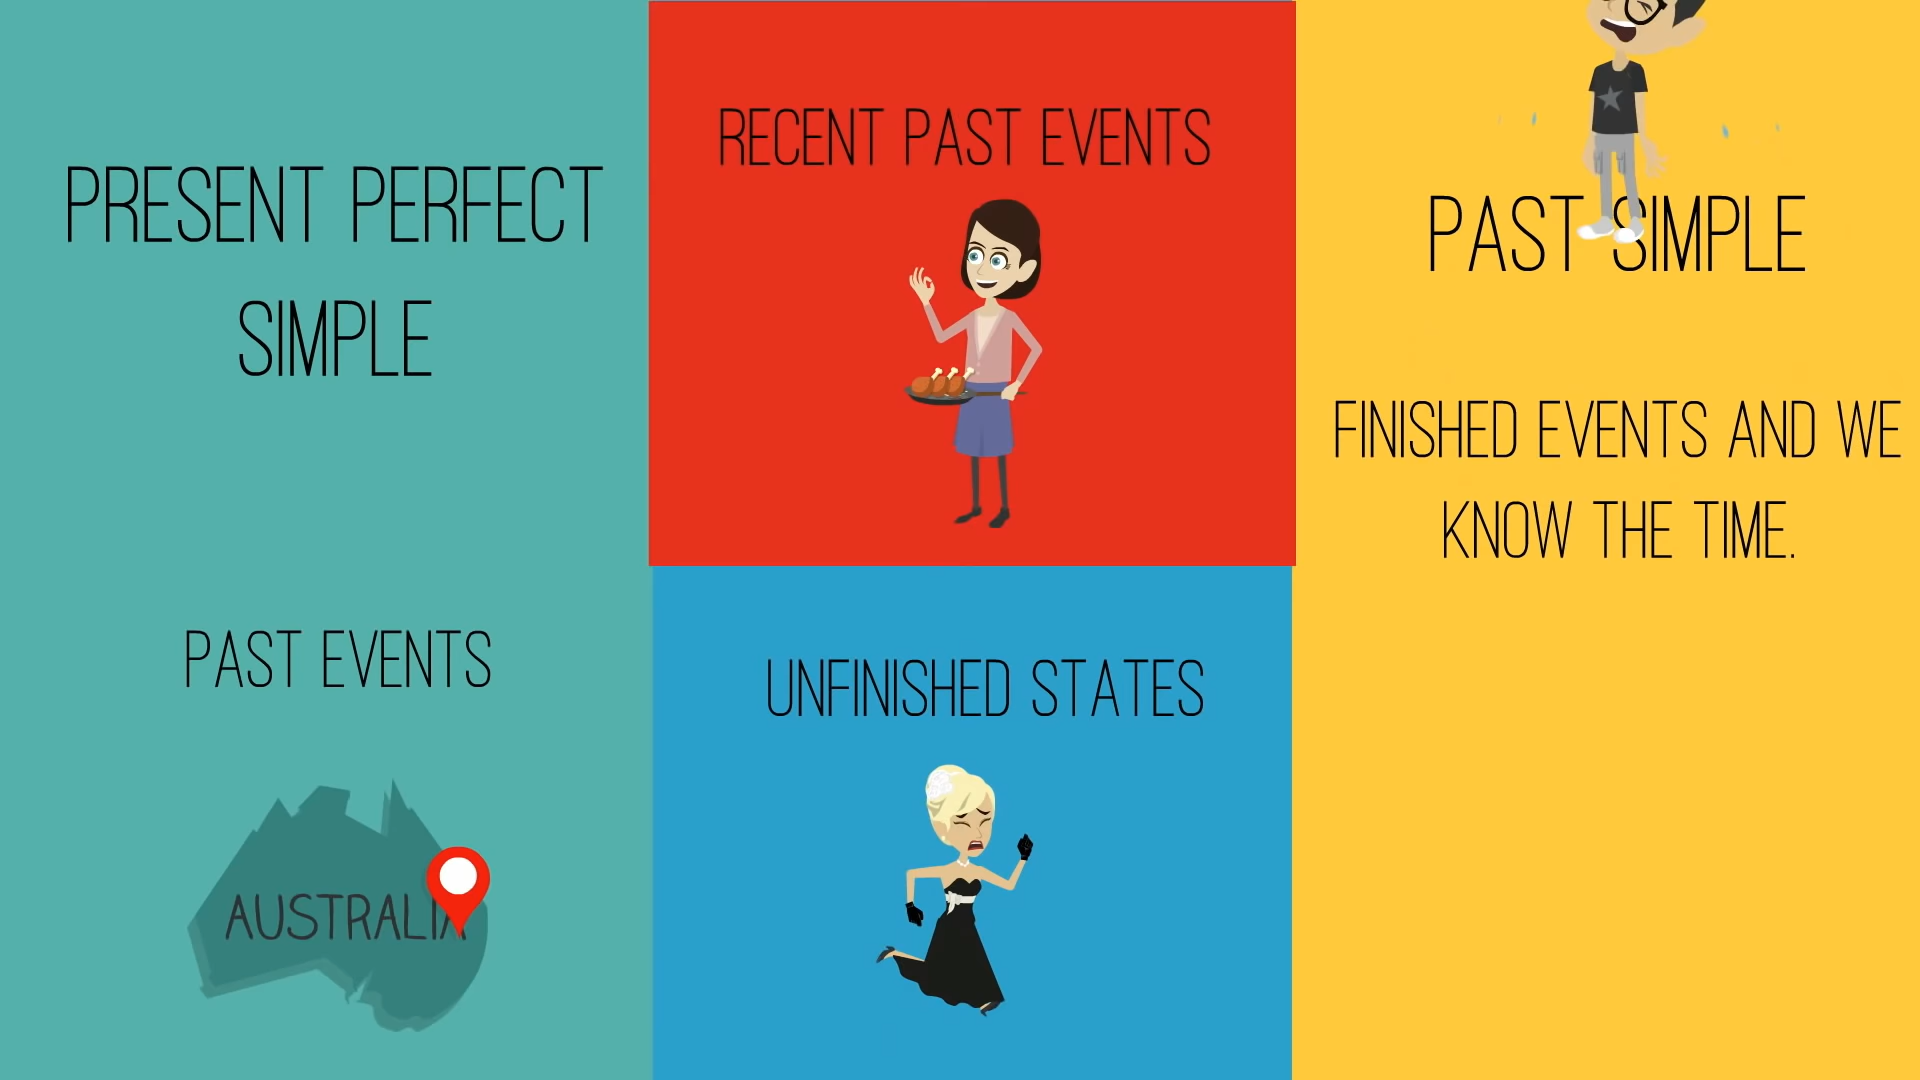 PRESENT PERFECT
SIMPLE
PAST EVENTS
AUSTRALIA
RECENT PAST EVENTS
UNFINISHED STATES
PAST SIMPLE
FINISHED EVENTS AND WE
KNOW THE TIME.